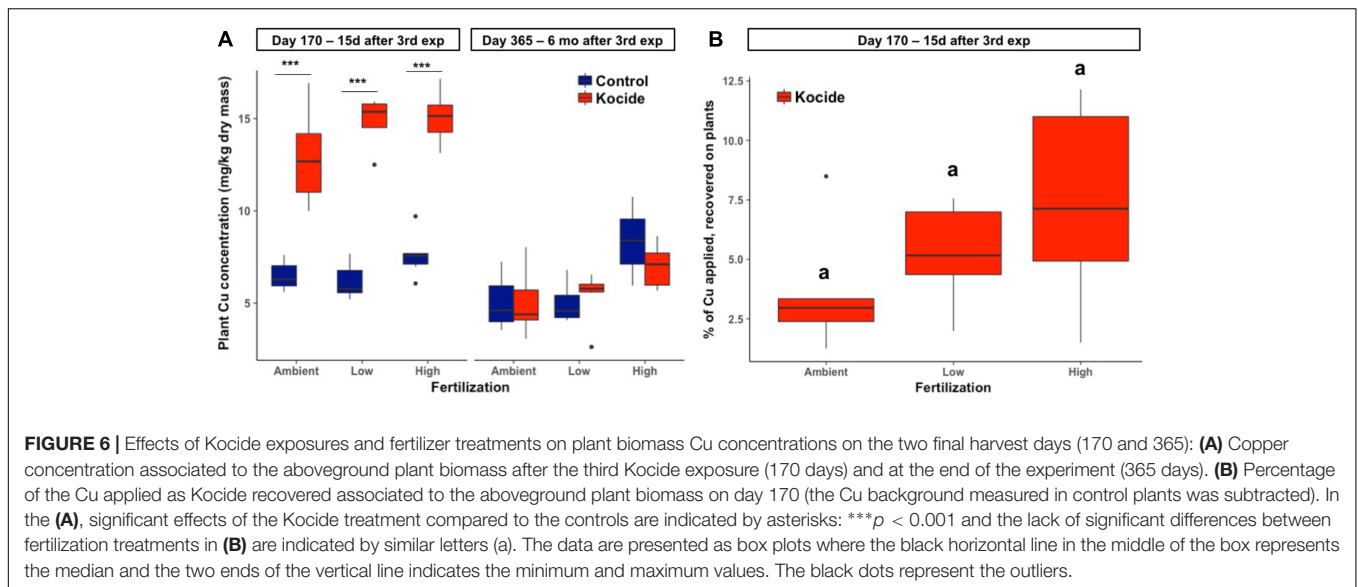 A
Day 170 – 15d after 3rd exp
Day 365 – 6 mo after 3rd exp
Plant Cu concentration (mg/kg dry mass)
15
10
5
***
***
***
Control
Kocide
Ambient Low High Ambient Low High
Fertilization
B
Day 170 – 15d after 3rd exp
% of Cu applied, recovered on plants
12.5
10.0
7.5
5.0
2.5
Kocide
a
a
a
Ambient Low High
Fertilization
FIGURE 6 | Effects of Kocide exposures and fertilizer treatments on plant biomass Cu concentrations on the two final harvest days (170 and 365): (A) Copper
concentration associated to the aboveground plant biomass after the third Kocide exposure (170 days) and at the end of the experiment (365 days). (B) Percentage
of the Cu applied as Kocide recovered associated to the aboveground plant biomass on day 170 (the Cu background measured in control plants was subtracted). In
the (A), significant effects of the Kocide treatment compared to the controls are indicated by asterisks: ***p < 0.001 and the lack of significant differences between
fertilization treatments in (B) are indicated by similar letters (a). The data are presented as box plots where the black horizontal line in the middle of the box represents
the median and the two ends of the vertical line indicates the minimum and maximum values. The black dots represent the outliers.